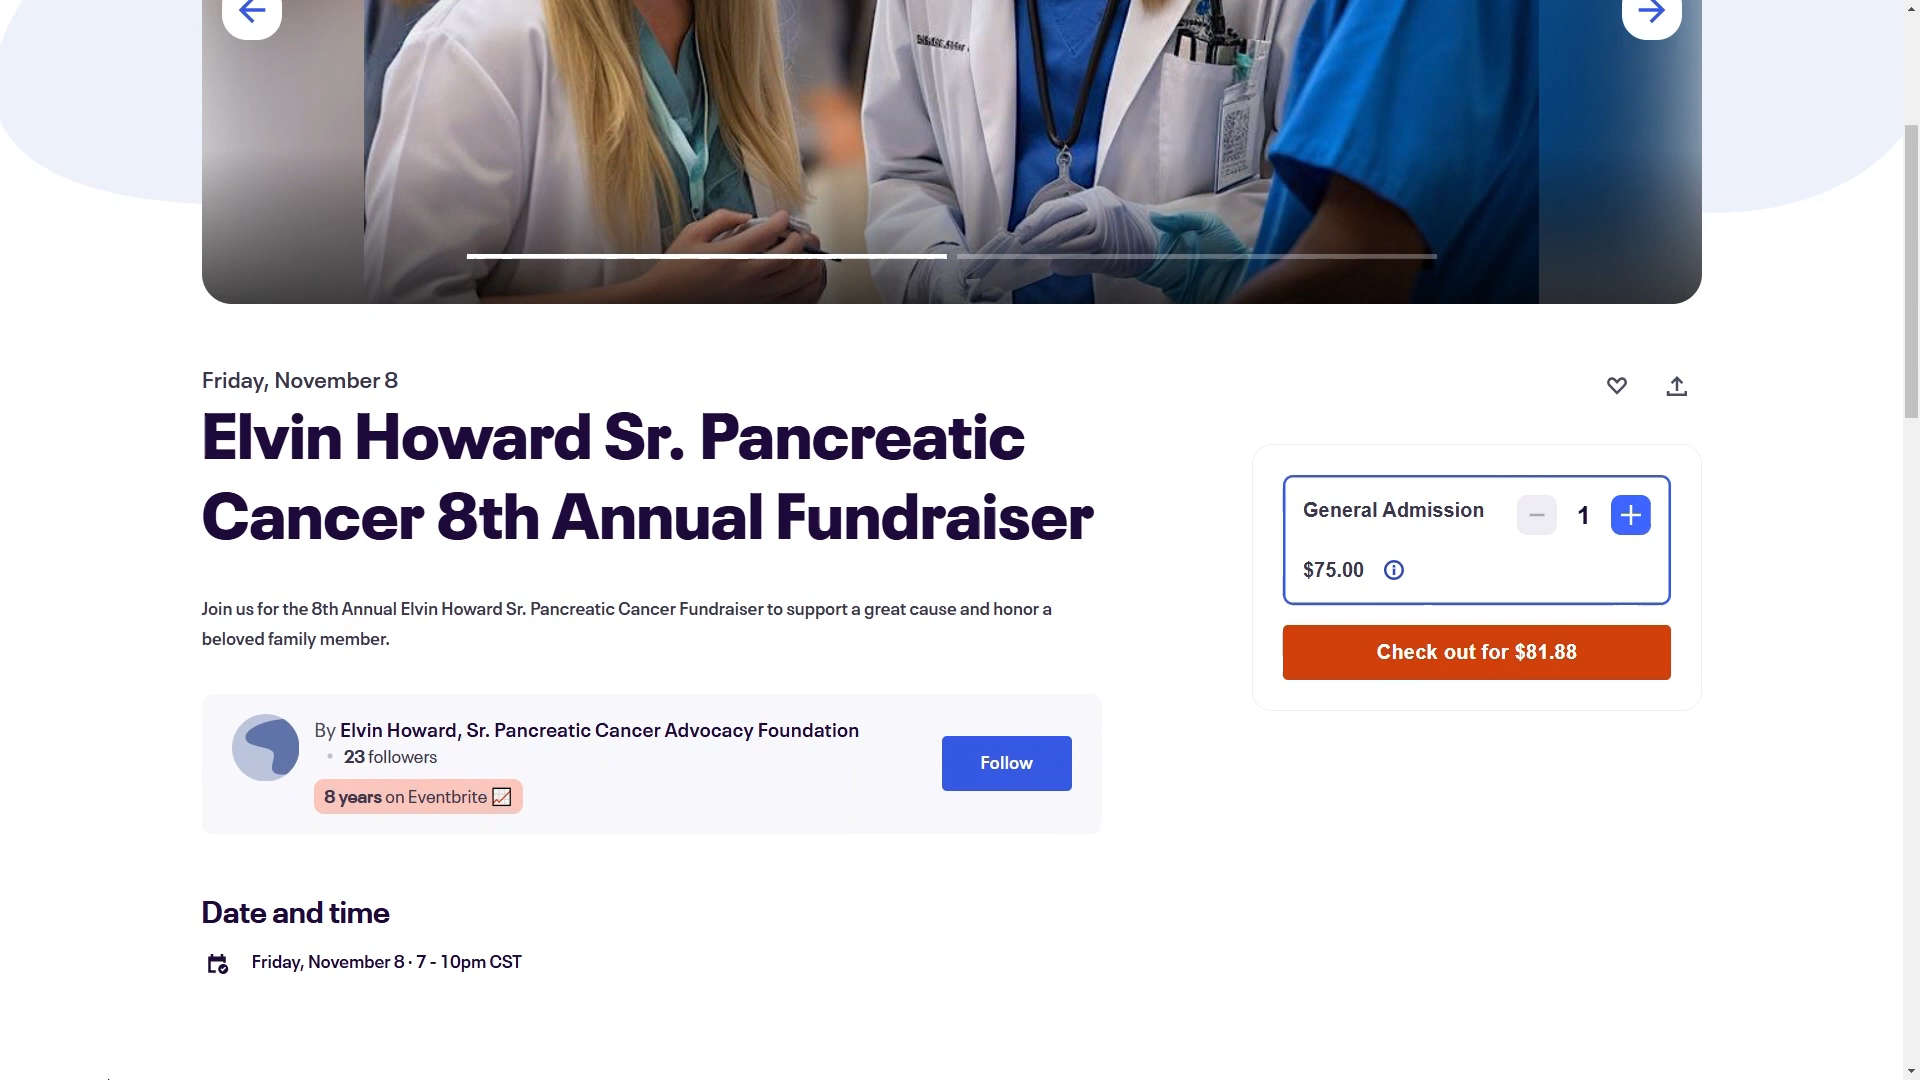 Friday, November 8
Elvin Howard Sr. Pancreatic
Cancer 8th Annual Fundraiser
Join us for the 8th Annual Elvin Howard Sr. Pancreatic Cancer Fundraiser to support a great cause and honor a
beloved family member.
By Elvin Howard, Sr. Pancreatic Cancer Advocacy Foundation
• 23 followers
8 years on Eventbrite
Follow
Date and time
Friday, November 8 · 7 - 10pm CST
General Admission
1
$75.00
Check out for $81.88